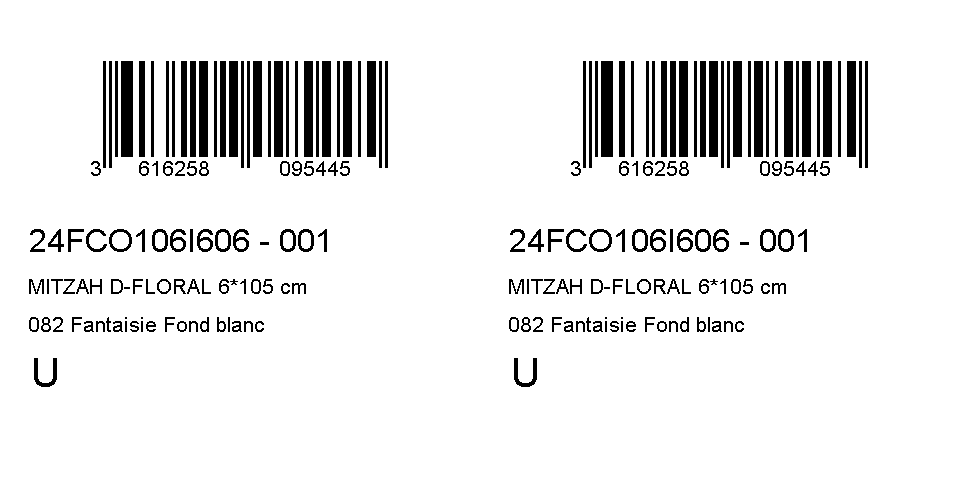 3 616258 095445
24FCO106I606 - 001
MITZAH D-FLORAL 6*105 cm
082 Fantaisie Fond blanc
U
3 616258 095445
24FCO106I606 - 001
MITZAH D-FLORAL 6*105 cm
082 Fantaisie Fond blanc
U